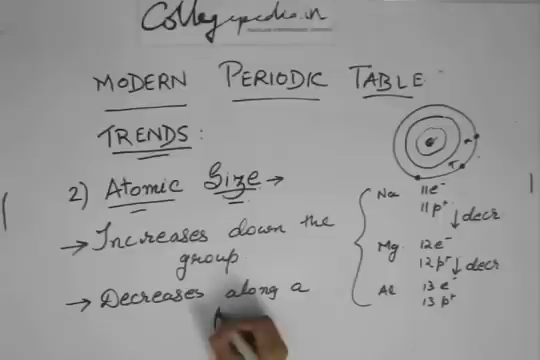 Collegepedia.in
MODERN PERIODIC TABLE
TRENDS:
2) Atomic Size →
→ Increases down the
group
→ Decreases along a
Na 11e⁻
11p⁺ ↓ decr
Mg 12e⁻
12p⁺ ↓ decr
Al 13e⁻
13p⁺